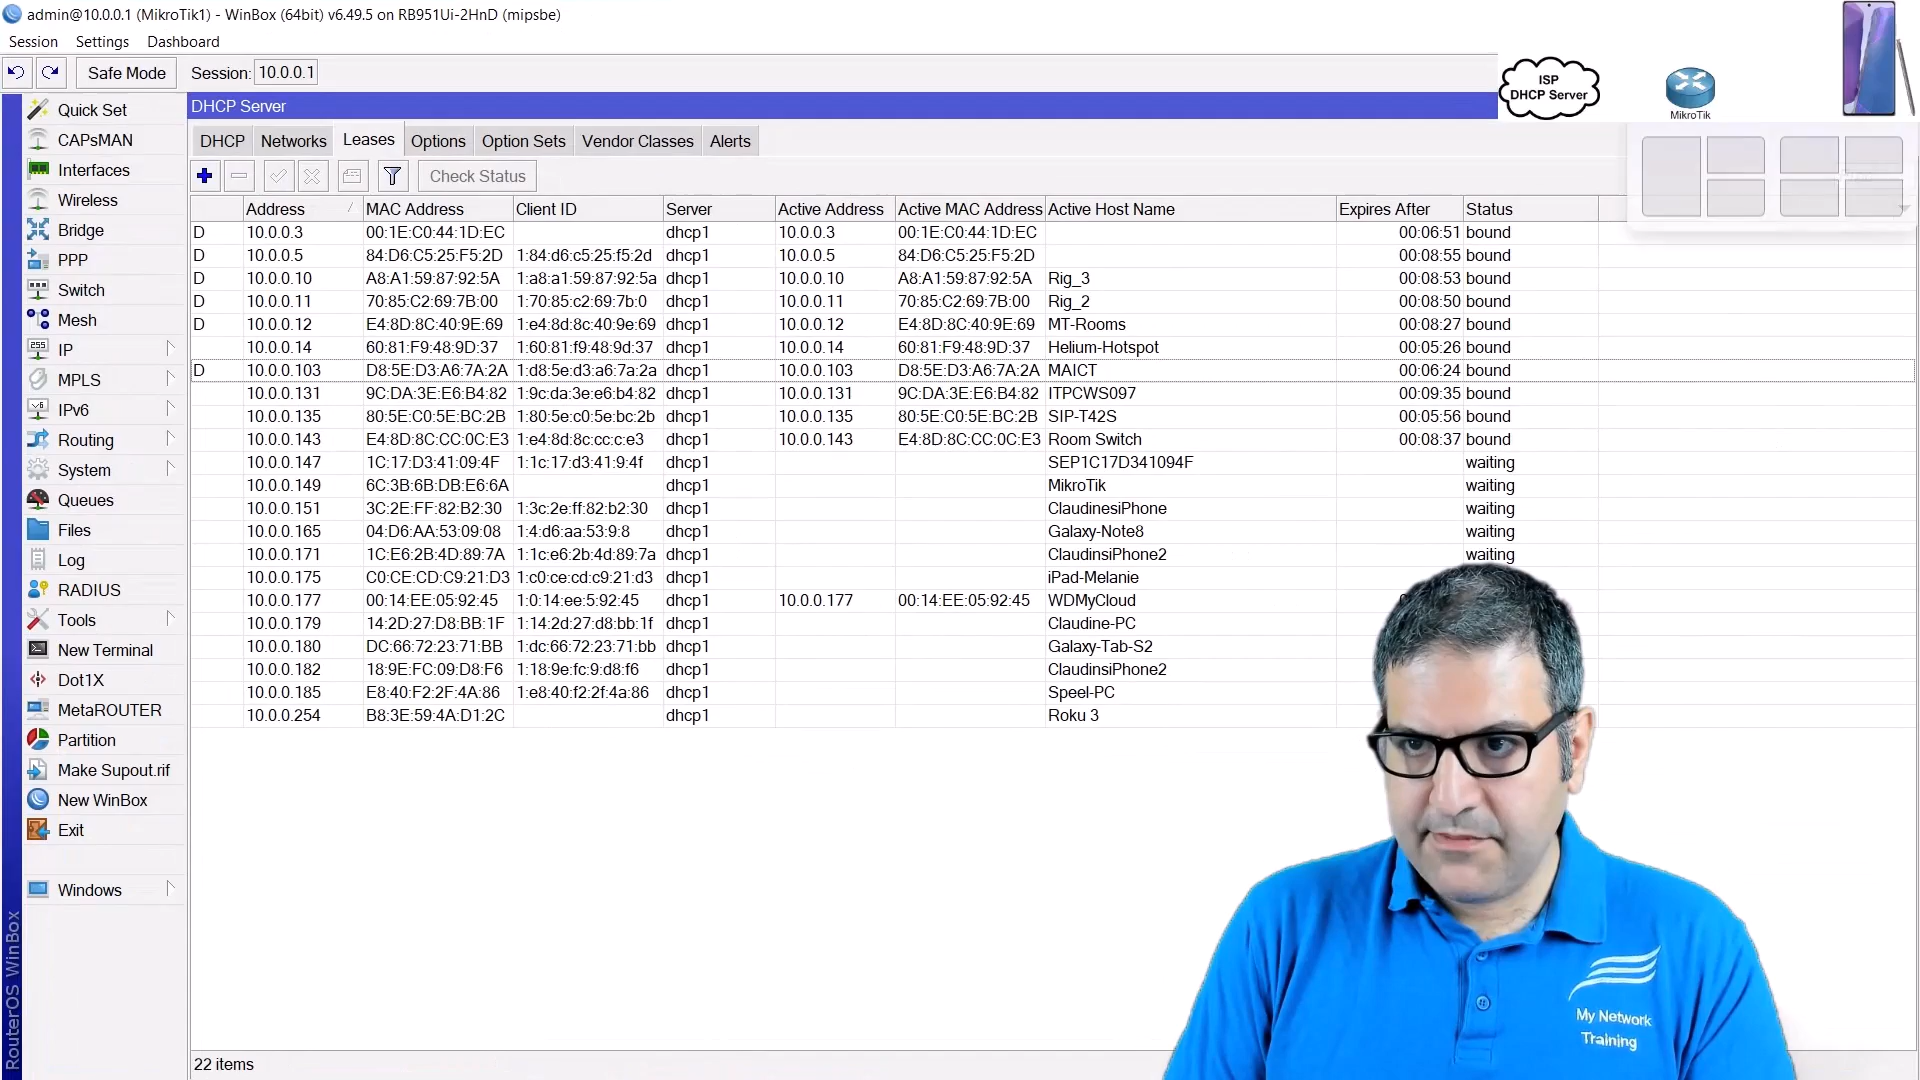 admin@10.0.0.1 (MikroTik1) - WinBox (64bit) v6.49.5 on RB951Ui-2HnD (mipsbe)
Session Settings Dashboard
Safe Mode Session: 10.0.0.1
ISP
DHCP Server
MikroTik
Quick Set
CAPsMAN
Interfaces
Wireless
Bridge
PPP
Switch
Mesh
IP
MPLS
IPv6
Routing
System
Queues
Files
Log
RADIUS
Tools
New Terminal
Dot1X
MetaROUTER
Partition
Make Supout.rif
New WinBox
Exit
Windows
RouterOS WinBox
DHCP Server
DHCP Networks Leases Options Option Sets Vendor Classes Alerts
Check Status
Address MAC Address Client ID Server Active Address Active MAC Address Active Host Name Expires After Status
D 10.0.0.3 00:1E:C0:44:1D:EC dhcp1 10.0.0.3 00:1E:C0:44:1D:EC 00:06:51 bound
D 10.0.0.5 84:D6:C5:25:F5:2D 1:84:d6:c5:25:f5:2d dhcp1 10.0.0.5 84:D6:C5:25:F5:2D 00:08:55 bound
D 10.0.0.10 A8:A1:59:87:92:5A 1:a8:a1:59:87:92:5a dhcp1 10.0.0.10 A8:A1:59:87:92:5A Rig_3 00:08:53 bound
D 10.0.0.11 70:85:C2:69:7B:00 1:70:85:c2:69:7b:0 dhcp1 10.0.0.11 70:85:C2:69:7B:00 Rig_2 00:08:50 bound
D 10.0.0.12 E4:8D:8C:40:9E:69 1:e4:8d:8c:40:9e:69 dhcp1 10.0.0.12 E4:8D:8C:40:9E:69 MT-Rooms 00:08:27 bound
10.0.0.14 60:81:F9:48:9D:37 1:60:81:f9:48:9d:37 dhcp1 10.0.0.14 60:81:F9:48:9D:37 Helium-Hotspot 00:05:26 bound
D 10.0.0.103 D8:5E:D3:A6:7A:2A 1:d8:5e:d3:a6:7a:2a dhcp1 10.0.0.103 D8:5E:D3:A6:7A:2A MAICT 00:06:24 bound
10.0.0.131 9C:DA:3E:E6:B4:82 1:9c:da:3e:e6:b4:82 dhcp1 10.0.0.131 9C:DA:3E:E6:B4:82 ITPCWS097 00:09:35 bound
10.0.0.135 80:5E:C0:5E:BC:2B 1:80:5e:c0:5e:bc:2b dhcp1 10.0.0.135 80:5E:C0:5E:BC:2B SIP-T42S 00:05:56 bound
10.0.0.143 E4:8D:8C:CC:0C:E3 1:e4:8d:8c:cc:c:e3 dhcp1 10.0.0.143 E4:8D:8C:CC:0C:E3 Room Switch 00:08:37 bound
10.0.0.147 1C:17:D3:41:09:4F 1:1c:17:d3:41:9:4f dhcp1 SEP1C17D341094F waiting
10.0.0.149 6C:3B:6B:DB:E6:6A dhcp1 MikroTik waiting
10.0.0.151 3C:2E:FF:82:B2:30 1:3c:2e:ff:82:b2:30 dhcp1 ClaudinesiPhone waiting
10.0.0.165 04:D6:AA:53:09:08 1:4:d6:aa:53:9:8 dhcp1 Galaxy-Note8 waiting
10.0.0.171 1C:E6:2B:4D:89:7A 1:1c:e6:2b:4d:89:7a dhcp1 ClaudinsiPhone2 waiting
10.0.0.175 C0:CE:CD:C9:21:D3 1:c0:ce:cd:c9:21:d3 dhcp1 iPad-Melanie
10.0.0.177 00:14:EE:05:92:45 1:0:14:ee:5:92:45 dhcp1 10.0.0.177 00:14:EE:05:92:45 WDMyCloud
10.0.0.179 14:2D:27:D8:BB:1F 1:14:2d:27:d8:bb:1f dhcp1 Claudine-PC
10.0.0.180 DC:66:72:23:71:BB 1:dc:66:72:23:71:bb dhcp1 Galaxy-Tab-S2
10.0.0.182 18:9E:FC:09:D8:F6 1:18:9e:fc:9:d8:f6 dhcp1 ClaudinsiPhone2
10.0.0.185 E8:40:F2:2F:4A:86 1:e8:40:f2:2f:4a:86 dhcp1 Speel-PC
10.0.0.254 B8:3E:59:4A:D1:2C dhcp1 Roku 3
22 items
My Network
Training